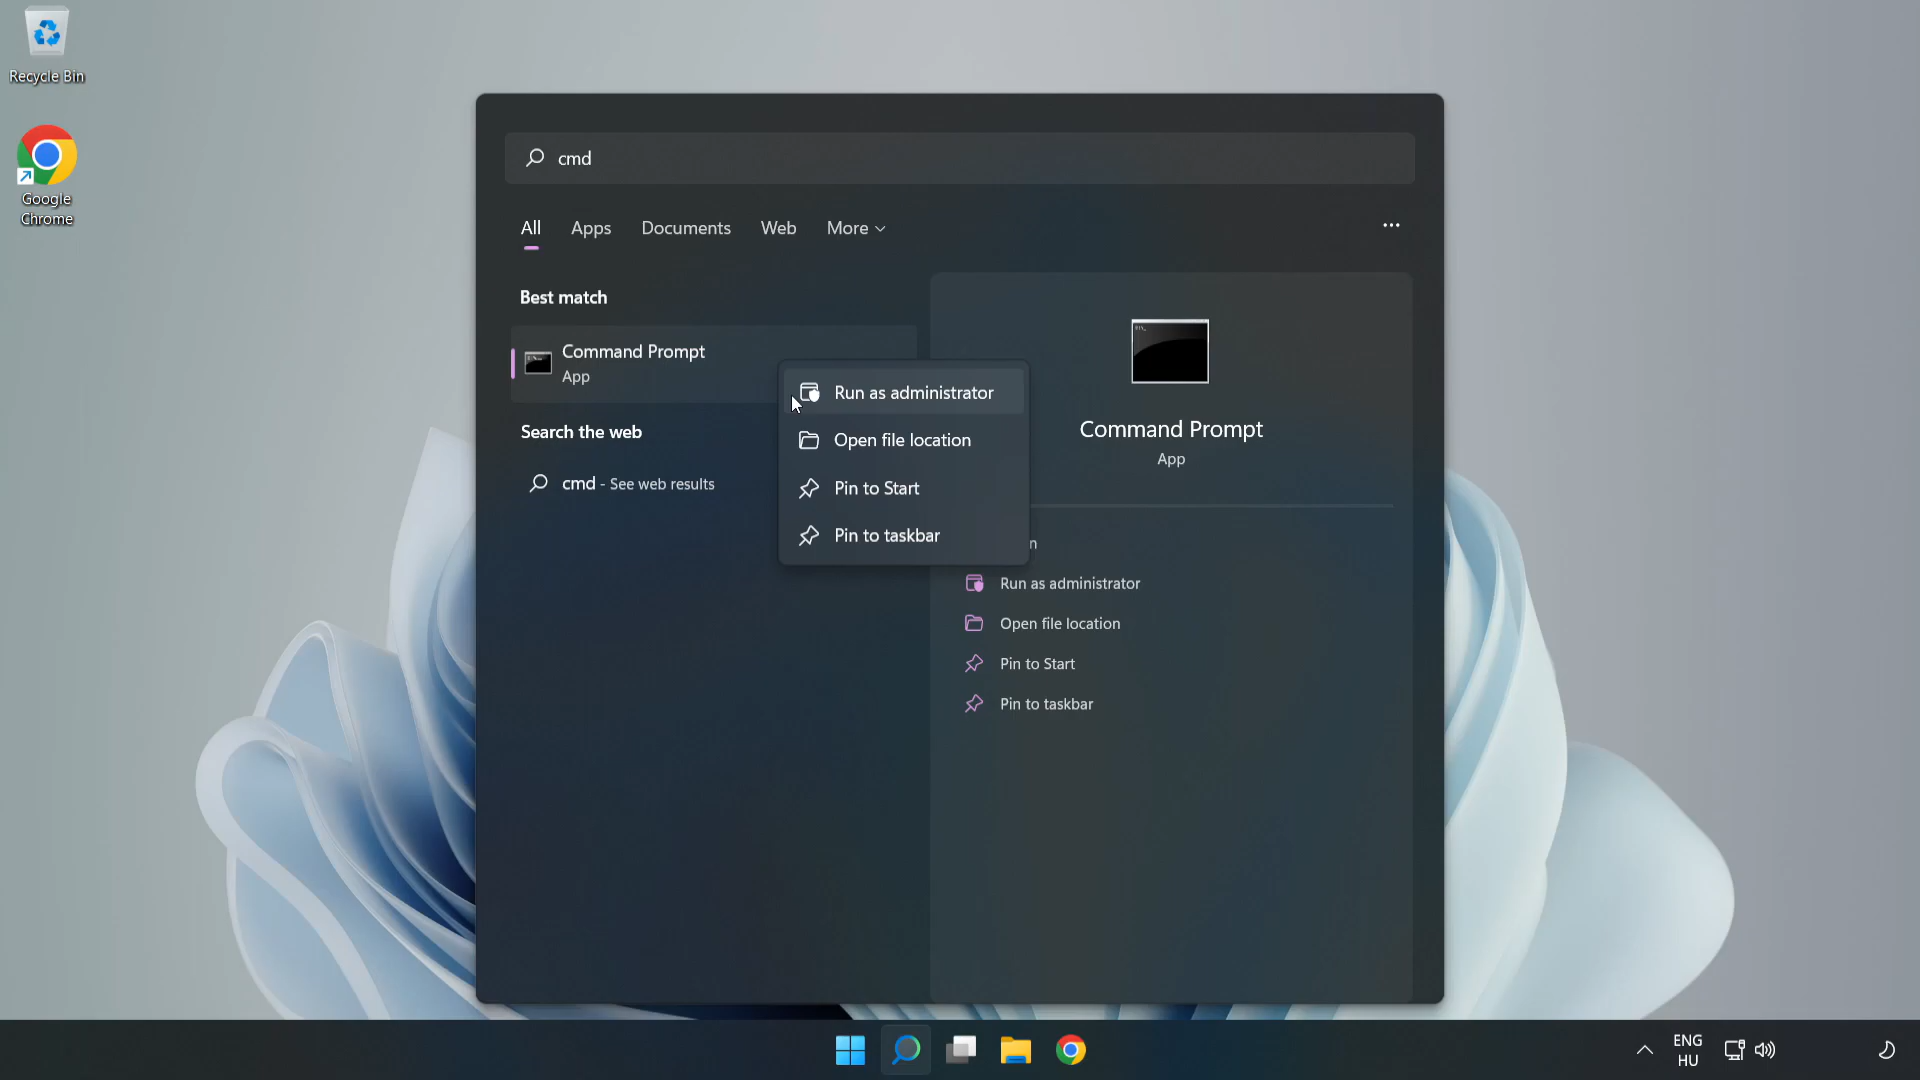 Recycle Bin
Google
Chrome
cmd
All
Apps
Documents
Web
More
Best match
Command Prompt
App
Search the web
cmd - See web results
Run as administrator
Open file location
Pin to Start
Pin to taskbar
Command Prompt
App
n
Run as administrator
Open file location
Pin to Start
Pin to taskbar
ENG
HU